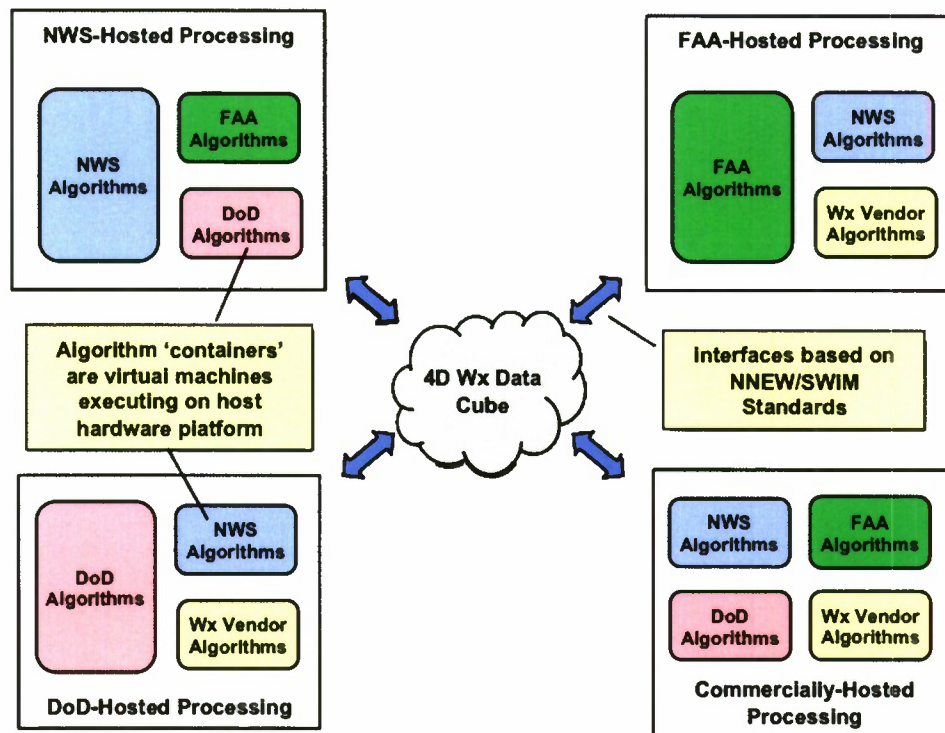 NWS-Hosted Processing
NWS
Algorithms
FAA
Algorithms
DoD
Algorithms
FAA-Hosted Processing
FAA
Algorithms
NWS
Algorithms
Wx Vendor
Algorithms
Algorithm ‘containers’
are virtual machines
executing on host
hardware platform
4D Wx Data
Cube
Interfaces based on
NNEW/SWIM
Standards
DoD
Algorithms
NWS
Algorithms
Wx Vendor
Algorithms
DoD-Hosted Processing
NWS
Algorithms
FAA
Algorithms
DoD
Algorithms
Wx Vendor
Algorithms
Commercially-Hosted
Processing